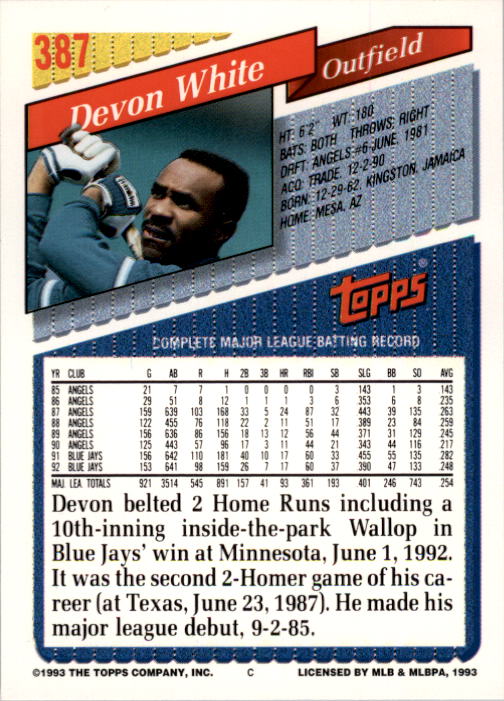 387
Devon White
Outfield
HT: 6'2" WT: 180
BATS: BOTH THROWS: RIGHT
DRFT: ANGELS #6-JUNE, 1981
ACQ: TRADE, 12-2-90
BORN: 12-29-62, KINGSTON, JAMAICA
HOME: MESA, AZ
TOPPS®
COMPLETE MAJOR LEAGUE BATTING RECORD
YR CLUB G AB R H 2B 3B HR RBI SB SLG BB SO AVG
85 ANGELS 21 7 7 1 0 0 0 0 3 .143 1 3 .143
86 ANGELS 29 51 8 12 1 1 1 3 6 .353 6 8 .235
87 ANGELS 159 639 103 168 33 5 24 87 32 .443 39 135 .263
88 ANGELS 122 455 76 118 22 2 11 51 17 .389 23 84 .259
89 ANGELS 156 636 86 156 18 13 12 56 44 .371 31 129 .245
90 ANGELS 125 443 57 96 17 3 11 44 21 .343 44 116 .217
91 BLUE JAYS 156 642 110 181 40 10 17 60 33 .455 55 135 .282
92 BLUE JAYS 153 641 98 159 26 7 17 60 37 .390 47 133 .248
MAJ. LEA. TOTALS 921 3514 545 891 157 41 93 361 193 .401 246 743 .254
Devon belted 2 Home Runs including a
10th-inning inside-the-park Wallop in
Blue Jays' win at Minnesota, June 1, 1992.
It was the second 2-Homer game of his ca-
reer (at Texas, June 23, 1987). He made his
major league debut, 9-2-85.
©1993 THE TOPPS COMPANY, INC. C LICENSED BY MLB & MLBPA, 1993